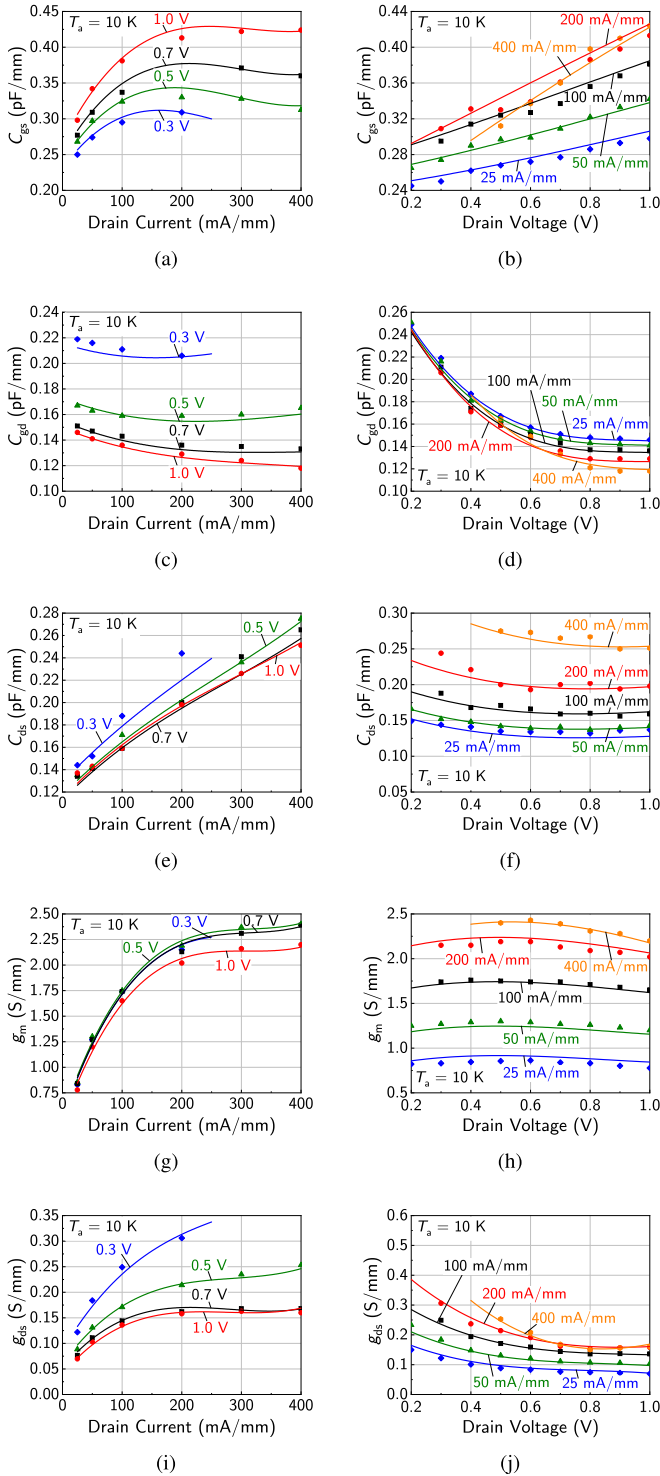 0.45
0.40
0.35
0.30
0.25
0.20
C_gs (pF/mm)
T_a = 10 K
1.0 V
0.7 V
0.5 V
0.3 V
0 100 200 300 400
Drain Current (mA/mm)
(a)
0.44
0.40
0.36
0.32
0.28
0.24
C_gs (pF/mm)
T_a = 10 K
200 mA/mm
400 mA/mm
100 mA/mm
50 mA/mm
25 mA/mm
0.2 0.4 0.6 0.8 1.0
Drain Voltage (V)
(b)
0.24
0.22
0.20
0.18
0.16
0.14
0.12
0.10
C_gd (pF/mm)
T_a = 10 K
0.3 V
0.5 V
0.7 V
1.0 V
0 100 200 300 400
Drain Current (mA/mm)
(c)
0.26
0.24
0.22
0.20
0.18
0.16
0.14
0.12
0.10
C_gd (pF/mm)
100 mA/mm
50 mA/mm
25 mA/mm
200 mA/mm
400 mA/mm
T_a = 10 K
0.2 0.4 0.6 0.8 1.0
Drain Voltage (V)
(d)
0.28
0.26
0.24
0.22
0.20
0.18
0.16
0.14
0.12
C_ds (pF/mm)
T_a = 10 K
0.5 V
1.0 V
0.3 V
0.7 V
0 100 200 300 400
Drain Current (mA/mm)
(e)
0.30
0.25
0.20
0.15
0.10
0.05
C_ds (pF/mm)
400 mA/mm
200 mA/mm
100 mA/mm
25 mA/mm
50 mA/mm
T_a = 10 K
0.2 0.4 0.6 0.8 1.0
Drain Voltage (V)
(f)
2.50
2.25
2.00
1.75
1.50
1.25
1.00
0.75
g_m (S/mm)
T_a = 10 K
0.3 V
0.7 V
0.5 V
1.0 V
0 100 200 300 400
Drain Current (mA/mm)
(g)
2.5
2.0
1.5
1.0
0.5
g_m (S/mm)
200 mA/mm
400 mA/mm
100 mA/mm
50 mA/mm
25 mA/mm
T_a = 10 K
0.2 0.4 0.6 0.8 1.0
Drain Voltage (V)
(h)
0.35
0.30
0.25
0.20
0.15
0.10
0.05
0.00
g_ds (S/mm)
T_a = 10 K
0.3 V
0.5 V
0.7 V
1.0 V
0 100 200 300 400
Drain Current (mA/mm)
(i)
0.6
0.5
0.4
0.3
0.2
0.1
0.0
g_ds (S/mm)
T_a = 10 K
100 mA/mm
200 mA/mm
400 mA/mm
50 mA/mm
25 mA/mm
0.2 0.4 0.6 0.8 1.0
Drain Voltage (V)
(j)